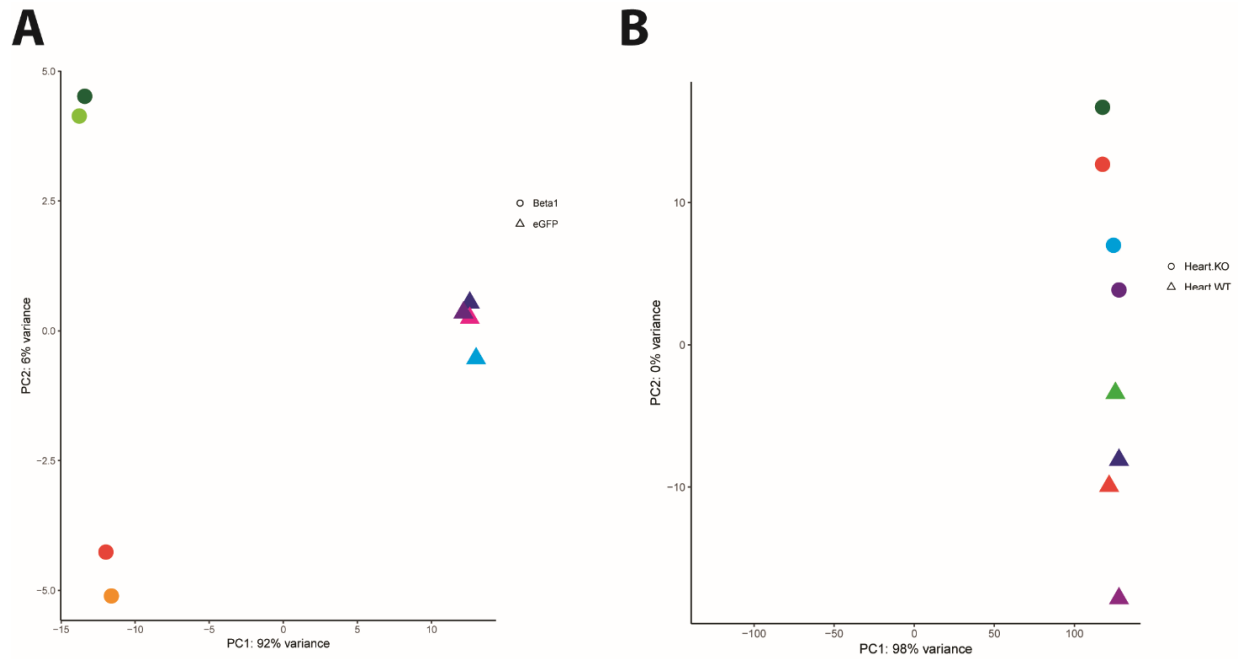 A
B
5.0
2.5
0.0
−2.5
−5.0
PC2: 6% variance
−15
−10
−5
0
5
10
PC1: 92% variance
Beta1
eGFP
10
0
−10
PC2: 0% variance
−100
−50
0
50
100
PC1: 98% variance
Heart.KO
Heart.WT